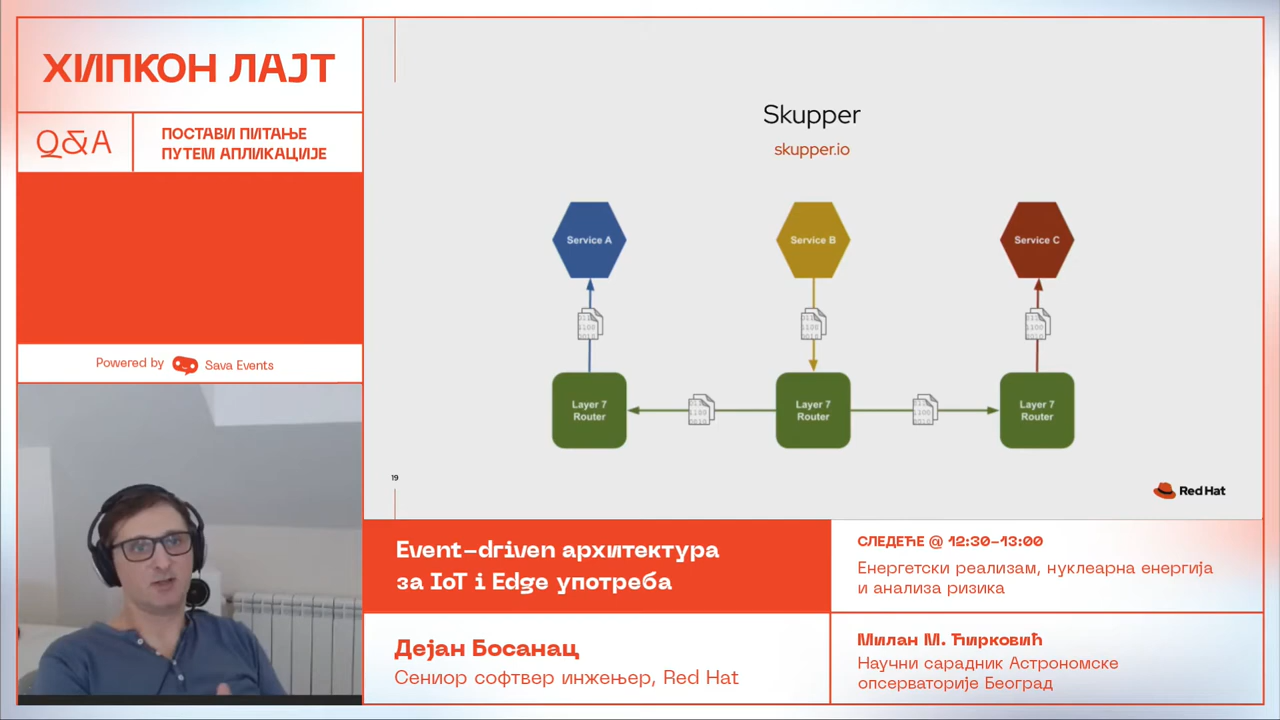 ХИПКОН ЛАЈТ
Q&A
ПОСТАВИ ПИТАЊЕ
ПУТЕМ АПЛИКАЦИЈЕ
Powered by Sava Events
Skupper
skupper.io
Service A
Service B
Service C
Layer 7
Router
Layer 7
Router
Layer 7
Router
19
Red Hat
Event-driven архитектура
за IoT i Edge употреба
Дејан Босанац
Сениор софтвер инжењер, Red Hat
СЛЕДЕЋЕ @ 12:30-13:00
Енергетски реализам, нуклеарна енергија
и анализа ризика
Милан М. Ћирковић
Научни сарадник Астрономске
опсерваторије Београд